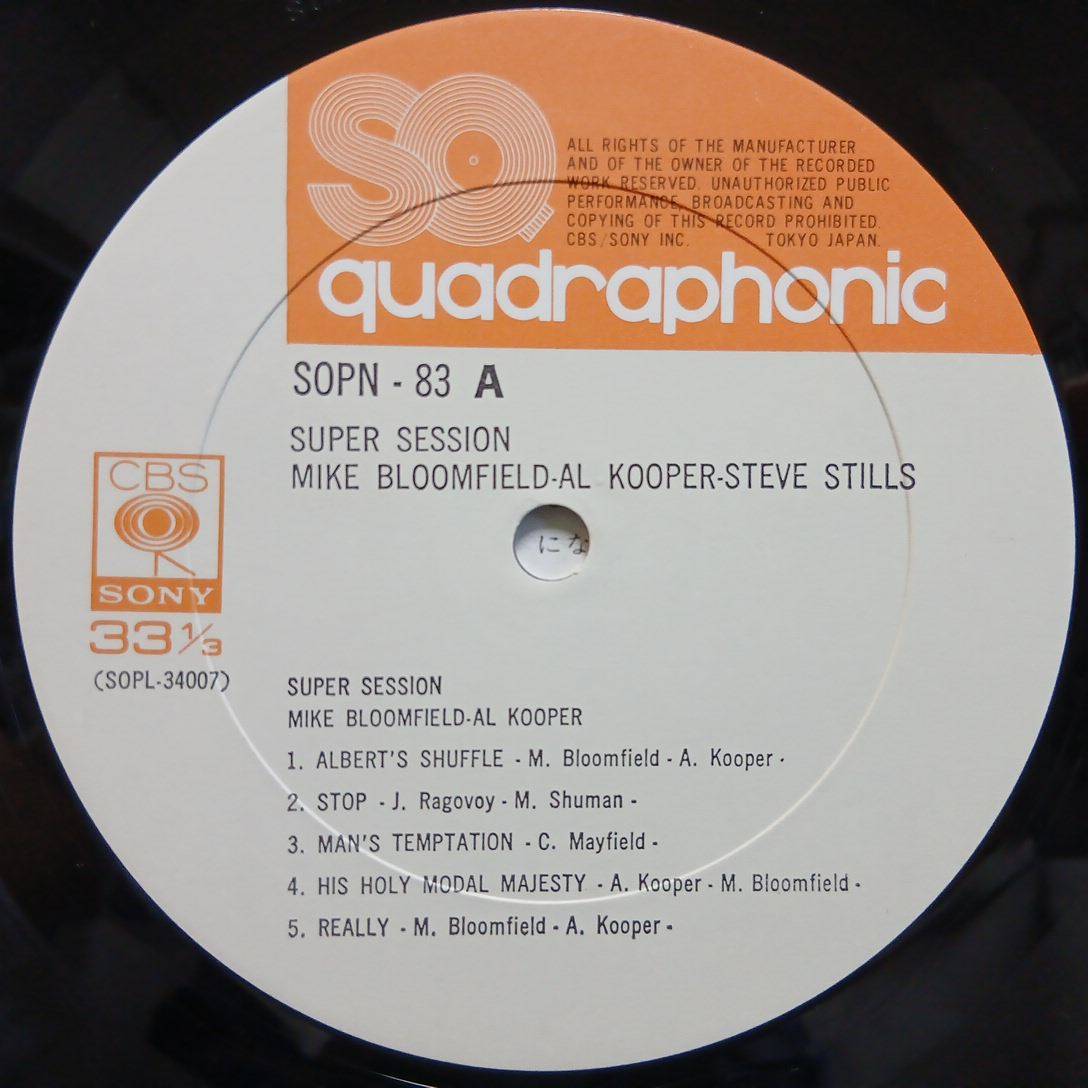 SQ
ALL RIGHTS OF THE MANUFACTURER
AND OF THE OWNER OF THE RECORDED
WORK RESERVED. UNAUTHORIZED PUBLIC
PERFORMANCE, BROADCASTING AND
COPYING OF THIS RECORD PROHIBITED.
CBS/SONY INC. TOKYO JAPAN.
quadraphonic
SOPN - 83 A
SUPER SESSION
MIKE BLOOMFIELD-AL KOOPER-STEVE STILLS
にな
CBS
SONY
33 1/3
(SOPL-34007)
SUPER SESSION
MIKE BLOOMFIELD-AL KOOPER
1. ALBERT'S SHUFFLE - M. Bloomfield - A. Kooper -
2. STOP - J. Ragovoy - M. Shuman -
3. MAN'S TEMPTATION - C. Mayfield -
4. HIS HOLY MODAL MAJESTY - A. Kooper - M. Bloomfield -
5. REALLY - M. Bloomfield - A. Kooper -